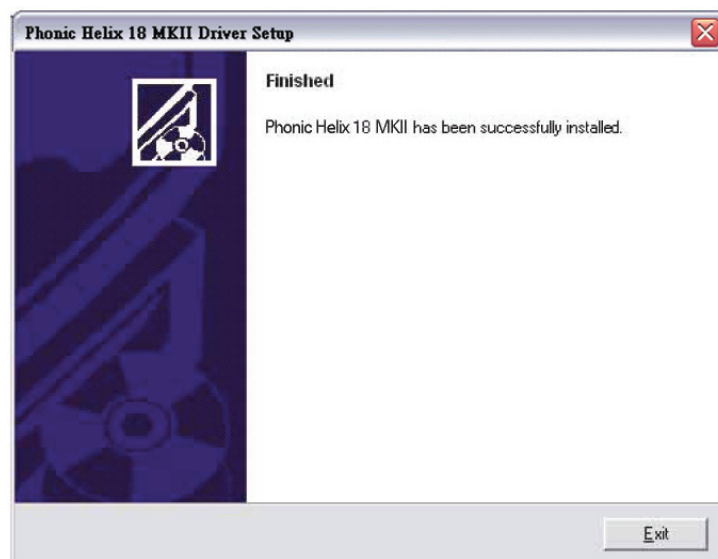 Phonic Helix 18 MKII Driver Setup
Finished
Phonic Helix 18 MKII has been successfully installed.
Exit